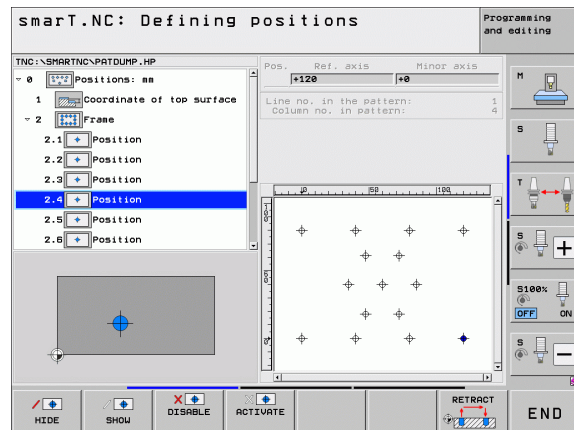 smarT.NC: Defining positions
Programming
and editing
TNC:\SMARTNC\PATDUMP.HP
0 Positions: mm
1 Coordinate of top surface
2 Frame
2.1 Position
2.2 Position
2.3 Position
2.4 Position
2.5 Position
2.6 Position
Pos. Ref. axis Minor axis
+120 +0
Line no. in the pattern: 1
Column no. in pattern: 4
0 50 100
M
S
T
S
S100%
OFF ON
S
HIDE
SHOW
DISABLE
ACTIVATE
RETRACT
END